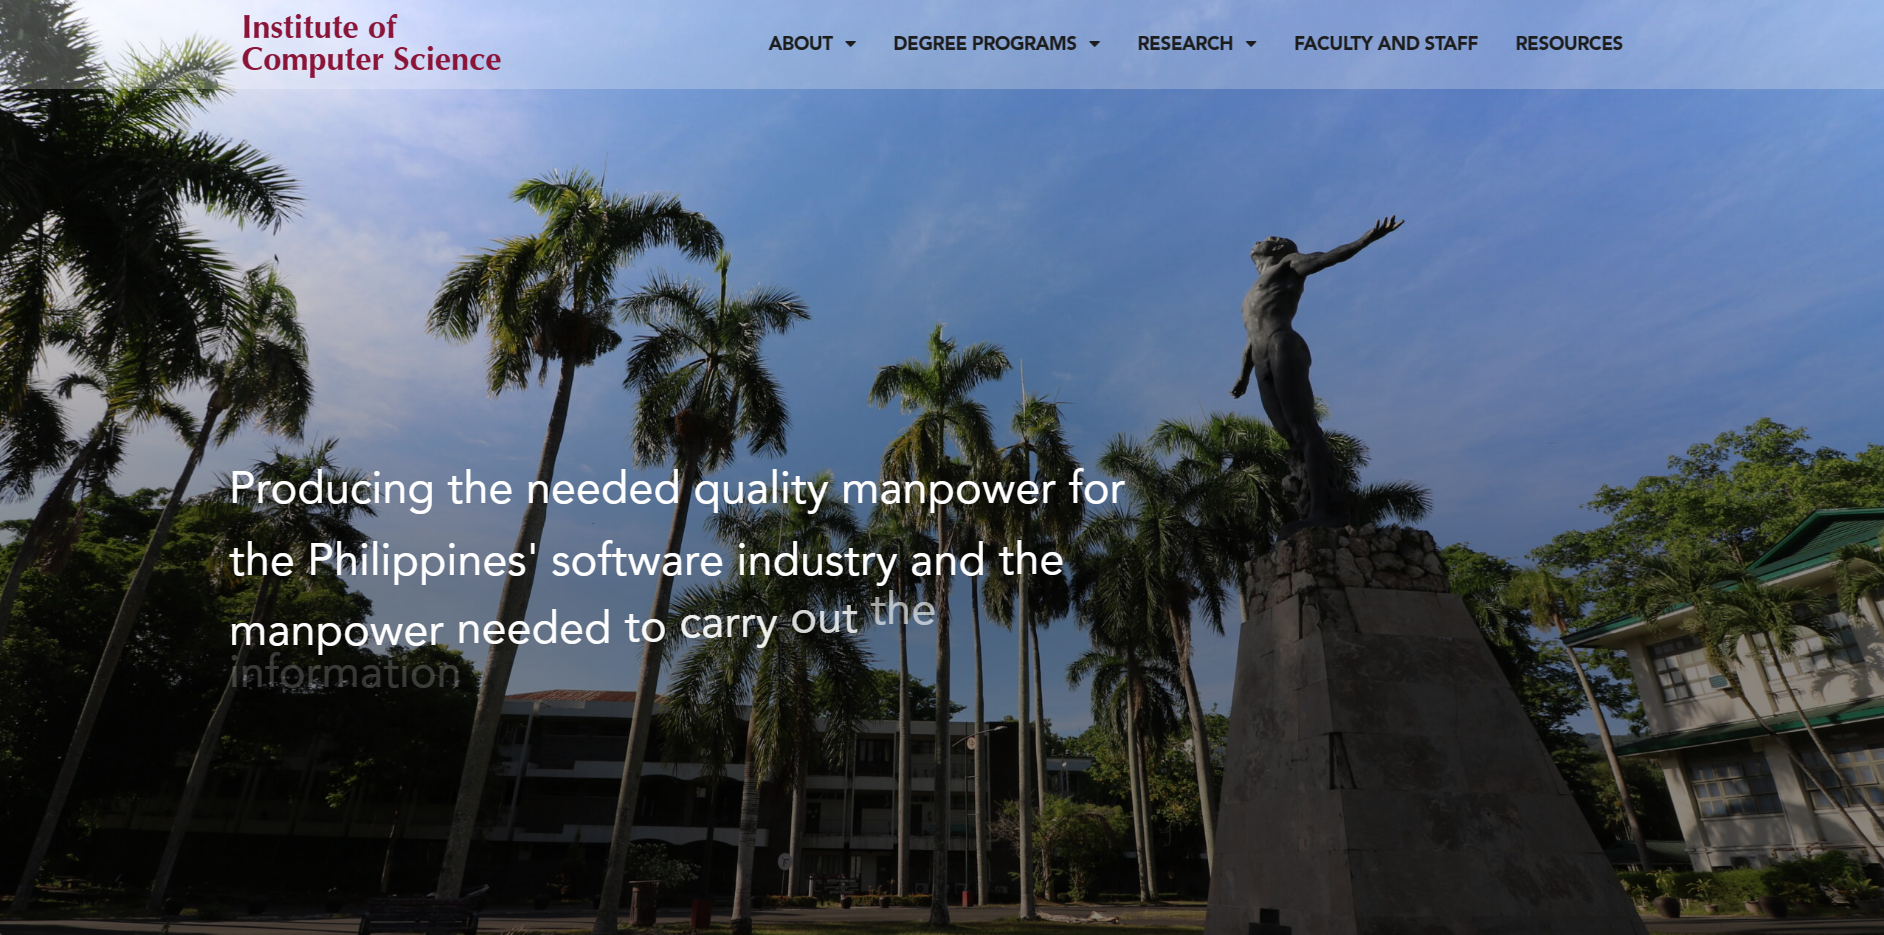 Institute of
Computer Science
ABOUT
DEGREE PROGRAMS
RESEARCH
FACULTY AND STAFF
RESOURCES
Producing the needed quality manpower for
the Philippines' software industry and the
manpower needed to carry out the
information